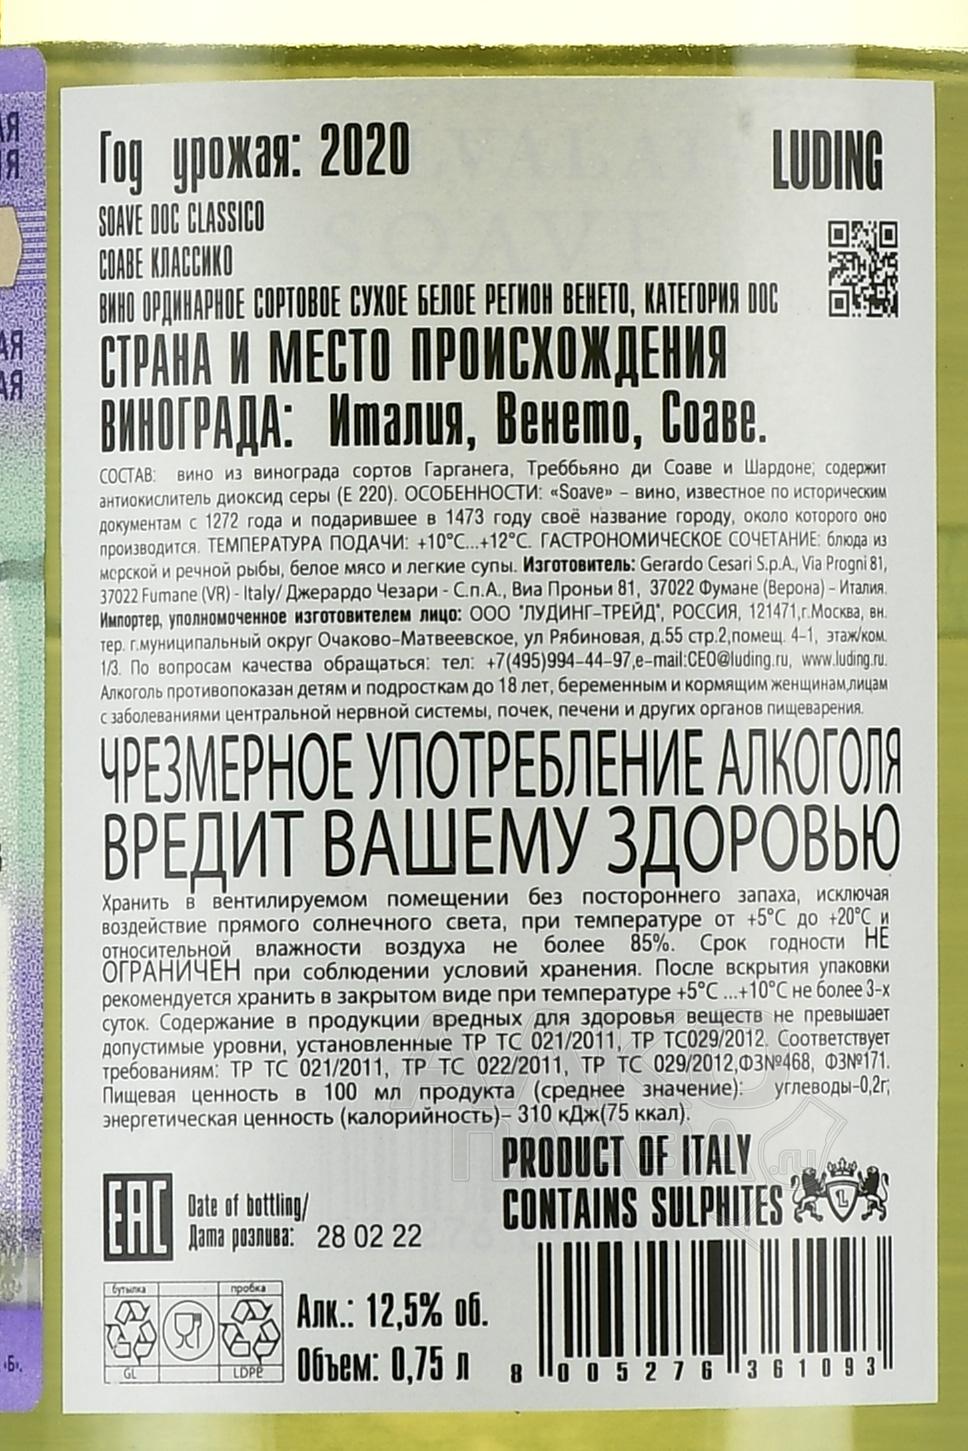 Год урожая: 2020
LUDING
SOAVE DOC CLASSICO
СОАВЕ КЛАССИКО
ВИНО ОРДИНАРНОЕ СОРТОВОЕ СУХОЕ БЕЛОЕ РЕГИОН ВЕНЕТО, КАТЕГОРИЯ DOC
СТРАНА И МЕСТО ПРОИСХОЖДЕНИЯ
ВИНОГРАДА: Италия, Венето, Соаве.
СОСТАВ: вино из винограда сортов Гарганега, Треббьяно ди Соаве и Шардоне; содержит
антиокислитель диоксид серы (Е 220). ОСОБЕННОСТИ: «Soave» – вино, известное по историческим
документам с 1272 года и подарившее в 1473 году своё название городу, около которого оно
производится. ТЕМПЕРАТУРА ПОДАЧИ: +10°С...+12°С. ГАСТРОНОМИЧЕСКОЕ СОЧЕТАНИЕ: блюда из
морской и речной рыбы, белое мясо и легкие супы. Изготовитель: Gerardo Cesari S.p.A., Via Progni 81,
37022 Fumane (VR) - Italy/ Джерардо Чезари - С.п.А., Виа Проньи 81, 37022 Фумане (Верона) – Италия.
Импортер, уполномоченное изготовителем лицо: ООО "ЛУДИНГ-ТРЕЙД", РОССИЯ, 121471,г.Москва, вн.
тер. г.муниципальный округ Очаково-Матвеевское, ул Рябиновая, д.55 стр.2,помещ. 4-1, этаж/ком.
1/3. По вопросам качества обращаться: тел: +7(495)994-44-97,e-mail:CEO@luding.ru, www.luding.ru.
Алкоголь противопоказан детям и подросткам до 18 лет, беременным и кормящим женщинам,лицам
с заболеваниями центральной нервной системы, почек, печени и других органов пищеварения.
ЧРЕЗМЕРНОЕ УПОТРЕБЛЕНИЕ АЛКОГОЛЯ
ВРЕДИТ ВАШЕМУ ЗДОРОВЬЮ
Хранить в вентилируемом помещении без постороннего запаха, исключая
воздействие прямого солнечного света, при температуре от +5°С до +20°С и
относительной влажности воздуха не более 85%. Срок годности НЕ
ОГРАНИЧЕН при соблюдении условий хранения. После вскрытия упаковки
рекомендуется хранить в закрытом виде при температуре +5°С ...+10°С не более 3-х
суток. Содержание в продукции вредных для здоровья веществ не превышает
допустимые уровни, установленные ТР ТС 021/2011, ТР ТС029/2012. Соответствует
требованиям: ТР ТС 021/2011, ТР ТС 022/2011, ТР ТС 029/2012,ФЗ№468, ФЗ№171.
Пищевая ценность в 100 мл продукта (среднее значение): углеводы-0,2г;
энергетическая ценность (калорийность)– 310 кДж(75 ккал).
PRODUCT OF ITALY
CONTAINS SULPHITES
EAC
Date of bottling/
Дата розлива: 28 02 22
бутылка пробка
GL LDPE
Алк.: 12,5% об.
Объем: 0,75 л
8 005276 361093